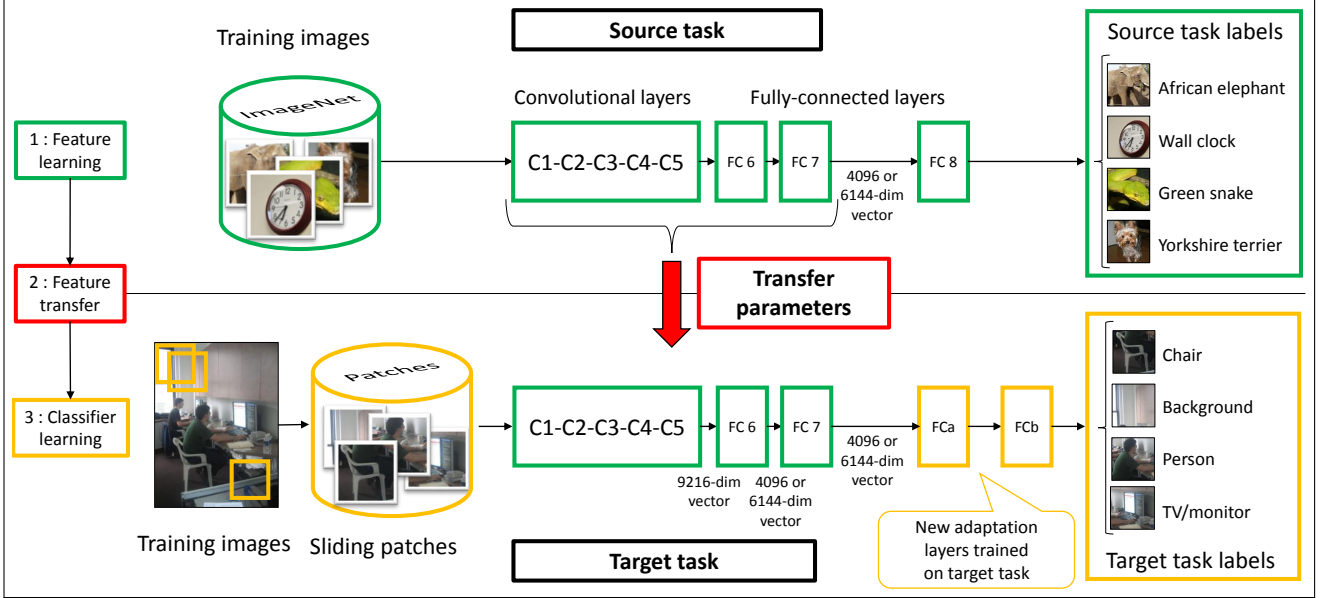 Training images
Source task
Source task labels
ImageNet
Convolutional layers
Fully-connected layers
African elephant
1 : Feature
learning
C1-C2-C3-C4-C5
FC 6
FC 7
FC 8
Wall clock
4096 or
6144-dim
vector
Green snake
Yorkshire terrier
2 : Feature
transfer
Transfer
parameters
Patches
Chair
3 : Classifier
learning
C1-C2-C3-C4-C5
FC 6
FC 7
4096 or
6144-dim
vector
FCa
FCb
Background
Person
9216-dim
vector
4096 or
6144-dim
vector
TV/monitor
New adaptation
layers trained
on target task
Training images
Sliding patches
Target task
Target task labels